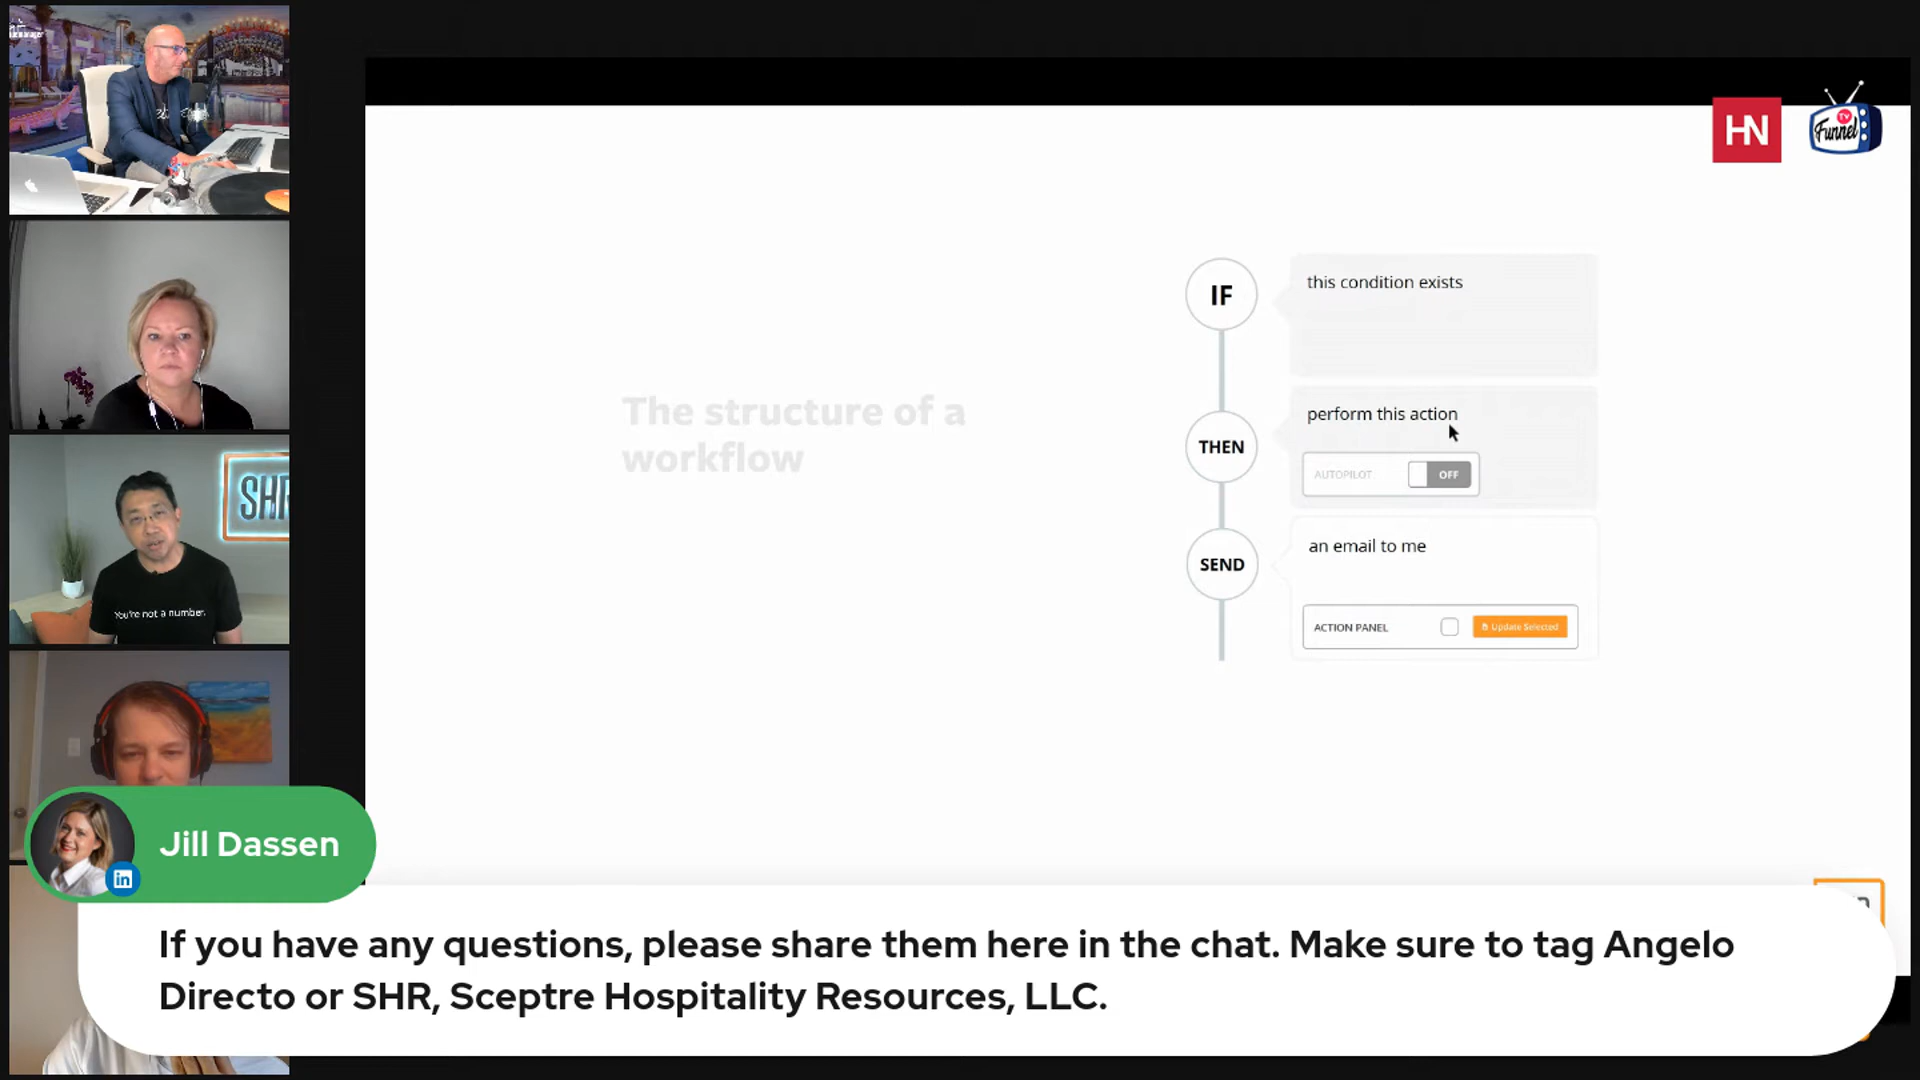 HN
TV
Funnel
IF
this condition exists
The structure of a
workflow
THEN
perform this action
AUTOPILOT
OFF
SEND
an email to me
ACTION PANEL
Update Selected
SHR
You're not a number.
Jill Dassen
in
If you have any questions, please share them here in the chat. Make sure to tag Angelo
Directo or SHR, Sceptre Hospitality Resources, LLC.